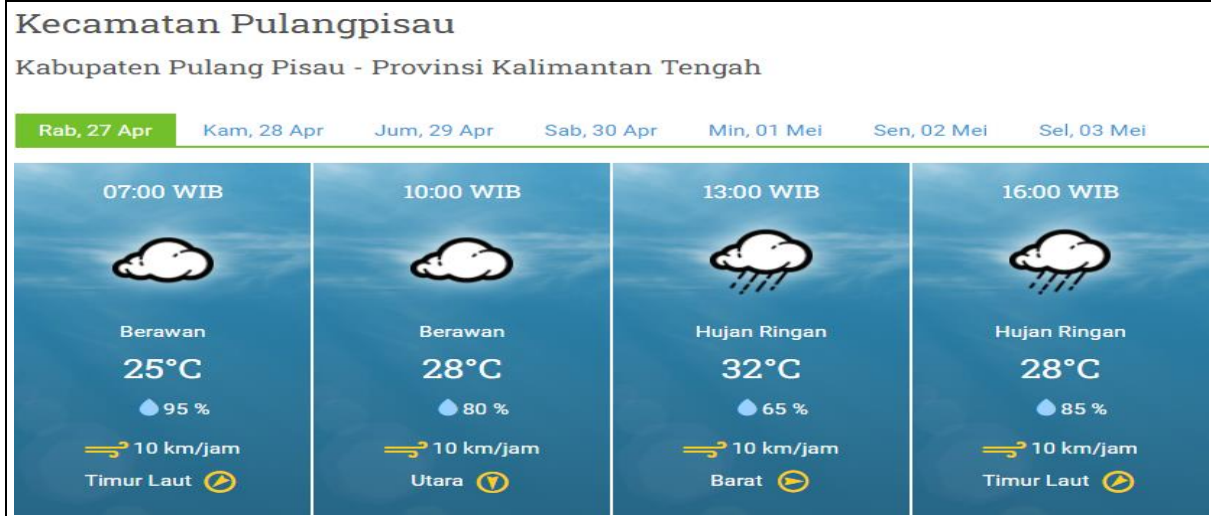 Kecamatan Pulangpisau
Kabupaten Pulang Pisau - Provinsi Kalimantan Tengah
Rab, 27 Apr Kam, 28 Apr Jum, 29 Apr Sab, 30 Apr Min, 01 Mei Sen, 02 Mei Sel, 03 Mei
07:00 WIB 10:00 WIB 13:00 WIB 16:00 WIB
Berawan Berawan Hujan Ringan Hujan Ringan
25°C 28°C 32°C 28°C
95 % 80 % 65 % 85 %
10 km/jam 10 km/jam 10 km/jam 10 km/jam
Timur Laut Utara Barat Timur Laut